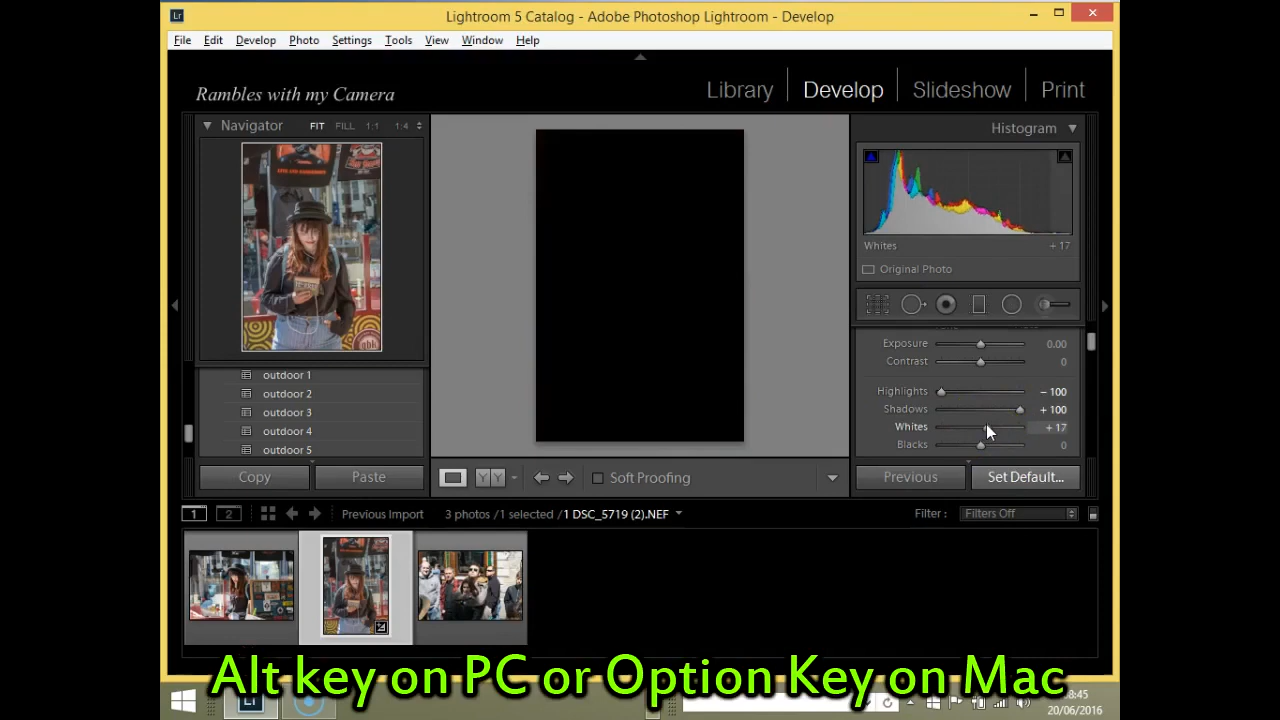 Lightroom 5 Catalog - Adobe Photoshop Lightroom - Develop
File Edit Develop Photo Settings Tools View Window Help
Rambles with my Camera
Library Develop Slideshow Print
Navigator FIT FILL 1:1 1:4
Histogram
Whites + 17
Original Photo
Exposure 0.00
Contrast 0
Highlights − 100
Shadows + 100
Whites + 17
Blacks 0
outdoor 1
outdoor 2
outdoor 3
outdoor 4
outdoor 5
Copy Paste
Y Y Soft Proofing
Previous Set Default...
1 2 Previous Import 3 photos /1 selected /1 DSC_5719 (2).NEF Filter : Filters Off
Alt key on PC or Option Key on Mac
Lr
20/06/2016